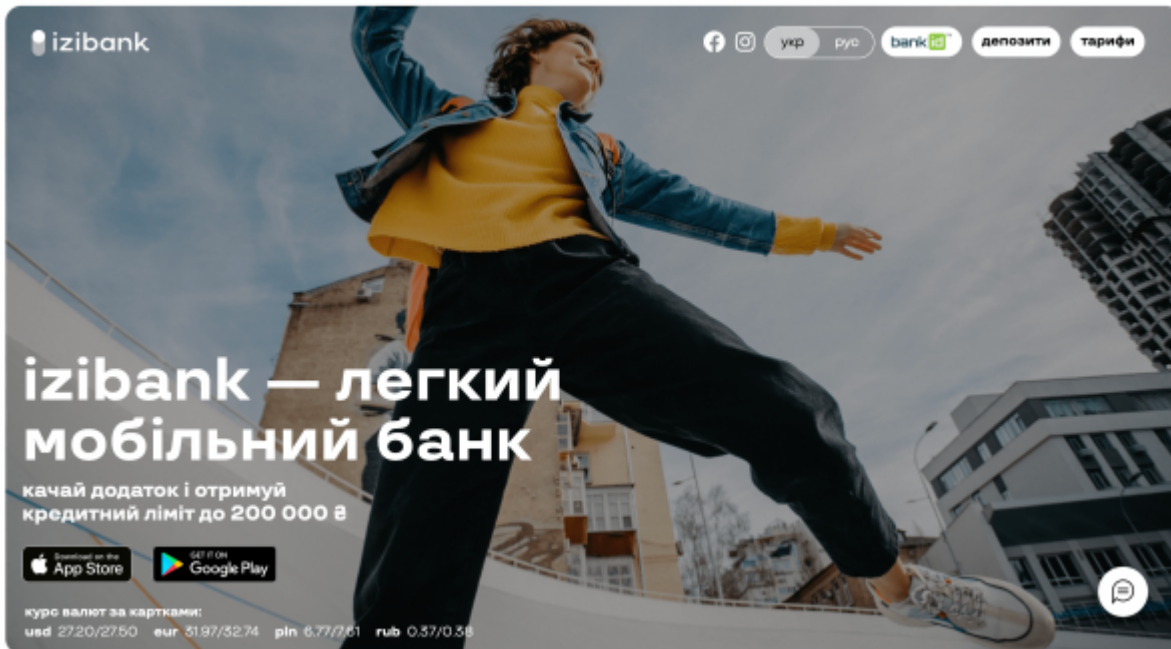 izibank
укр рус bank id депозити тарифи
izibank — легкий
мобільний банк
качай додаток і отримуй
кредитний ліміт до 200 000 ₴
Download on the
App Store
GET IT ON
Google Play
курс валют за картками:
usd 27.20/27.50 eur 31.97/32.74 pln 6.77/7.61 rub 0.37/0.38